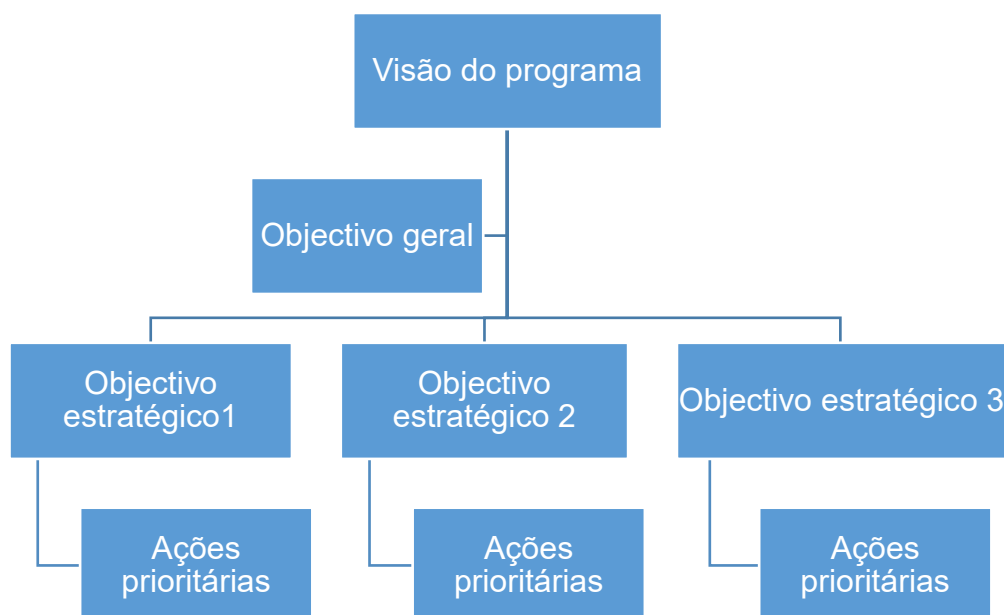 Visão do programa
Objectivo geral
Objectivo
estratégico1
Objectivo
estratégico 2
Objectivo estratégico 3
Ações
prioritárias
Ações
prioritárias
Ações
prioritárias